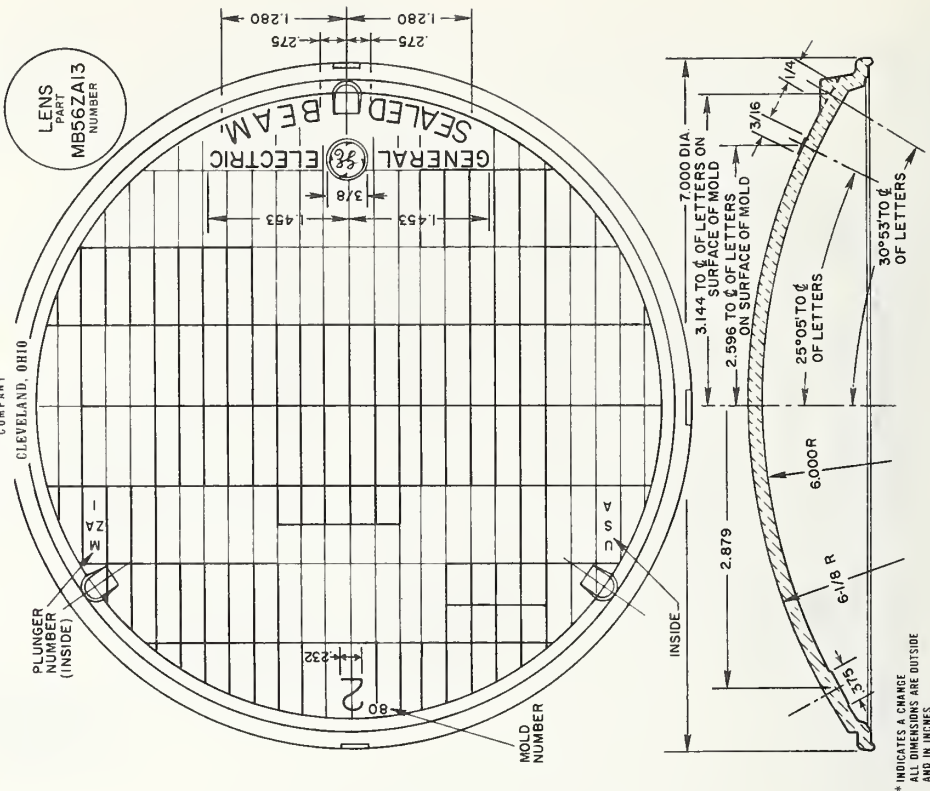 COMPANY
CLEVELAND, OHIO
LENS
PART
MB56ZA13
NUMBER
PLUNGER
NUMBER
(INSIDE)
M ZA I
U S A
INSIDE
GENERAL ELECTRIC
SEALED BEAM
GE
2
80
MOLD
NUMBER
.232
3/8
1.453
1.453
.275
.275
1.280
1.280
7.000 DIA.
3.144 TO ℄ OF LETTERS ON
SURFACE OF MOLD
2.596 TO ℄ OF LETTERS
ON SURFACE OF MOLD
3/16
1/4
25°05' TO ℄
OF LETTERS
30°53' TO ℄
OF LETTERS
2.879
6.000R
6-1/8 R
.375
* INDICATES A CHANGE
ALL DIMENSIONS ARE OUTSIDE
AND IN INCHES